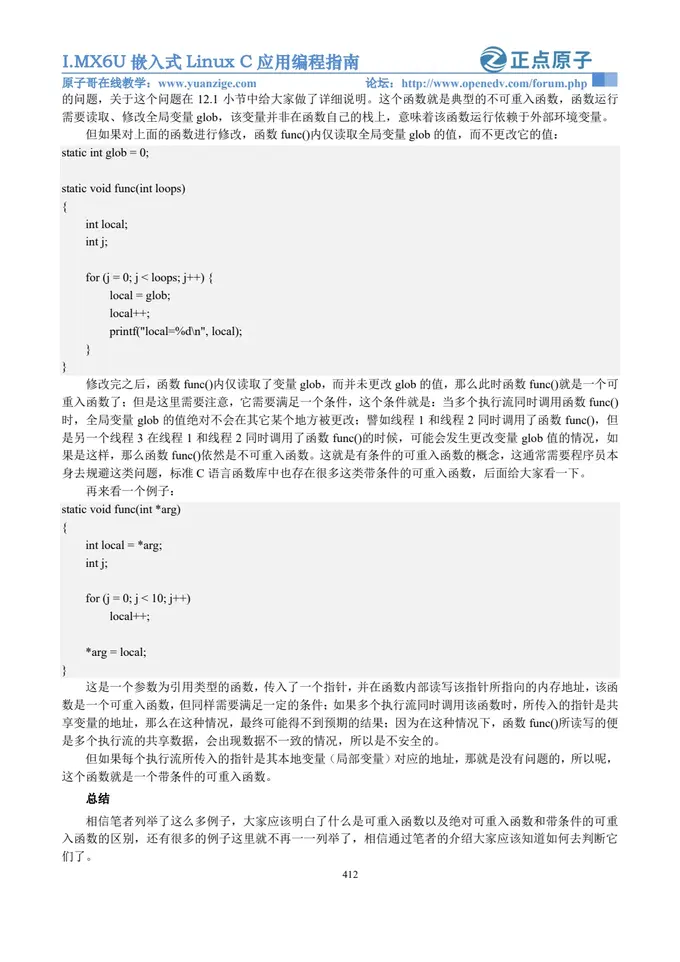 I.MX6U 嵌入式 Linux C 应用编程指南
正点原子
原子哥在线教学：www.yuanzige.com 论坛：http://www.openedv.com/forum.php
的问题，关于这个问题在 12.1 小节中给大家做了详细说明。这个函数就是典型的不可重入函数，函数运行
需要读取、修改全局变量 glob，该变量并非在函数自己的栈上，意味着该函数运行依赖于外部环境变量。
但如果对上面的函数进行修改，函数 func()内仅读取全局变量 glob 的值，而不更改它的值：
static int glob = 0;
static void func(int loops)
{
int local;
int j;
for (j = 0; j < loops; j++) {
local = glob;
local++;
printf("local=%d\n", local);
}
}
修改完之后，函数 func()内仅读取了变量 glob，而并未更改 glob 的值，那么此时函数 func()就是一个可
重入函数了；但是这里需要注意，它需要满足一个条件，这个条件就是：当多个执行流同时调用函数 func()
时，全局变量 glob 的值绝对不会在其它某个地方被更改；譬如线程 1 和线程 2 同时调用了函数 func()，但
是另一个线程 3 在线程 1 和线程 2 同时调用了函数 func()的时候，可能会发生更改变量 glob 值的情况，如
果是这样，那么函数 func()依然是不可重入函数。这就是有条件的可重入函数的概念，这通常需要程序员本
身去规避这类问题，标准 C 语言函数库中也存在很多这类带条件的可重入函数，后面给大家看一下。
再来看一个例子：
static void func(int *arg)
{
int local = *arg;
int j;
for (j = 0; j < 10; j++)
local++;
*arg = local;
}
这是一个参数为引用类型的函数，传入了一个指针，并在函数内部读写该指针所指向的内存地址，该函
数是一个可重入函数，但同样需要满足一定的条件；如果多个执行流同时调用该函数时，所传入的指针是共
享变量的地址，那么在这种情况，最终可能得不到预期的结果；因为在这种情况下，函数 func()所读写的便
是多个执行流的共享数据，会出现数据不一致的情况，所以是不安全的。
但如果每个执行流所传入的指针是其本地变量（局部变量）对应的地址，那就是没有问题的，所以呢，
这个函数就是一个带条件的可重入函数。
总结
相信笔者列举了这么多例子，大家应该明白了什么是可重入函数以及绝对可重入函数和带条件的可重
入函数的区别，还有很多的例子这里就不再一一列举了，相信通过笔者的介绍大家应该知道如何去判断它
们了。
412